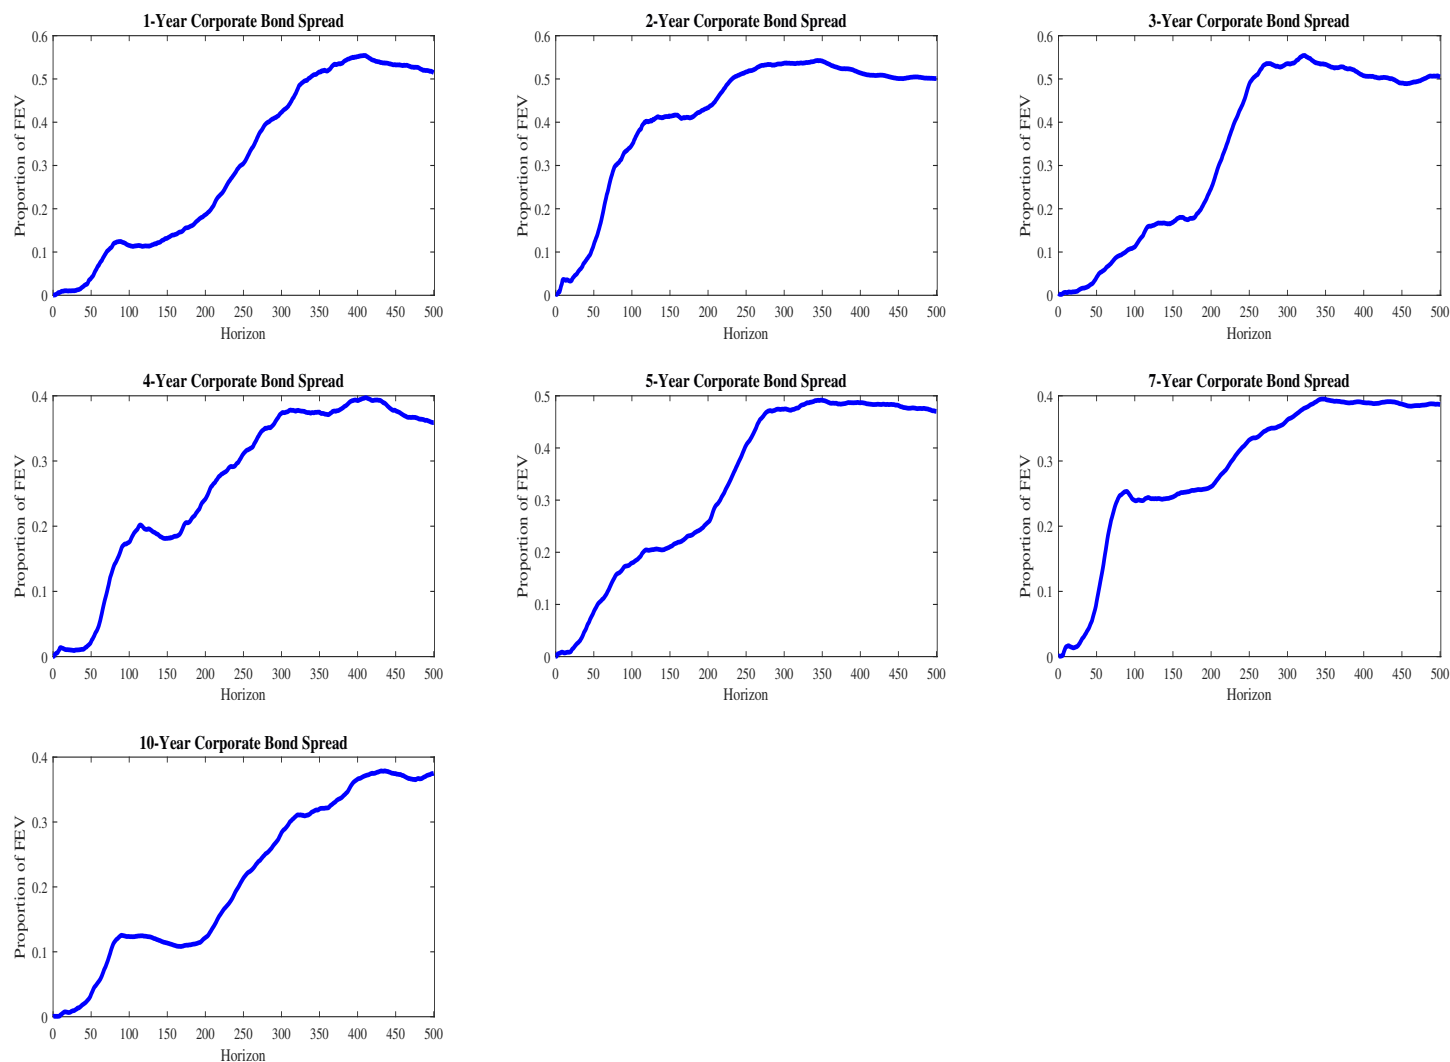 1-Year Corporate Bond Spread
Proportion of FEV
0.6
0.5
0.4
0.3
0.2
0.1
0
0 50 100 150 200 250 300 350 400 450 500
Horizon
2-Year Corporate Bond Spread
Proportion of FEV
0.6
0.5
0.4
0.3
0.2
0.1
0
0 50 100 150 200 250 300 350 400 450 500
Horizon
3-Year Corporate Bond Spread
Proportion of FEV
0.6
0.5
0.4
0.3
0.2
0.1
0
0 50 100 150 200 250 300 350 400 450 500
Horizon
4-Year Corporate Bond Spread
Proportion of FEV
0.4
0.3
0.2
0.1
0
0 50 100 150 200 250 300 350 400 450 500
Horizon
5-Year Corporate Bond Spread
Proportion of FEV
0.5
0.4
0.3
0.2
0.1
0
0 50 100 150 200 250 300 350 400 450 500
Horizon
7-Year Corporate Bond Spread
Proportion of FEV
0.4
0.3
0.2
0.1
0
0 50 100 150 200 250 300 350 400 450 500
Horizon
10-Year Corporate Bond Spread
Proportion of FEV
0.4
0.3
0.2
0.1
0
0 50 100 150 200 250 300 350 400 450 500
Horizon